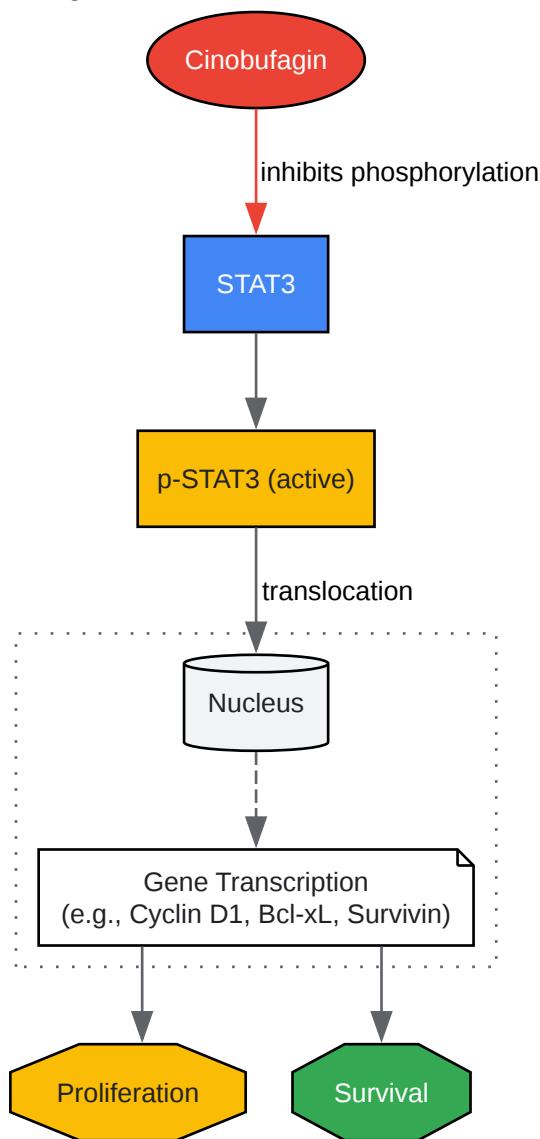 Cinobufagin
inhibits phosphorylation
STAT3
p-STAT3 (active)
translocation
Nucleus
Gene Transcription
(e.g., Cyclin D1, Bcl-xL, Survivin)
Proliferation
Survival